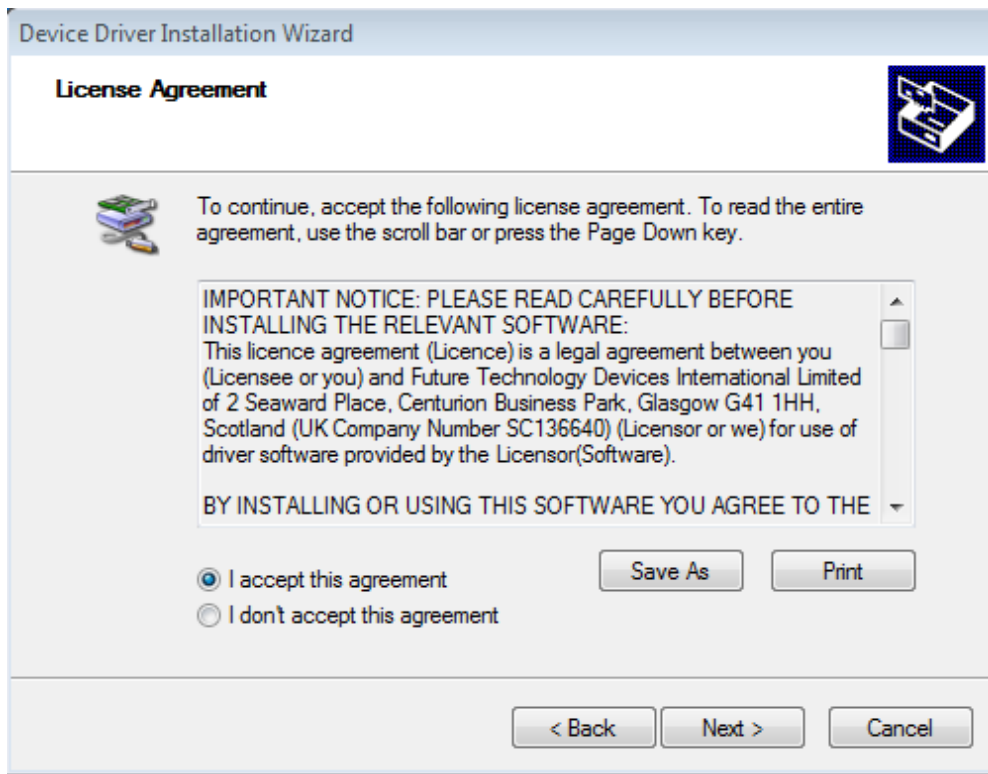 Device Driver Installation Wizard
License Agreement
To continue, accept the following license agreement. To read the entire
agreement, use the scroll bar or press the Page Down key.
IMPORTANT NOTICE: PLEASE READ CAREFULLY BEFORE
INSTALLING THE RELEVANT SOFTWARE:
This licence agreement (Licence) is a legal agreement between you
(Licensee or you) and Future Technology Devices International Limited
of 2 Seaward Place, Centurion Business Park, Glasgow G41 1HH,
Scotland (UK Company Number SC136640) (Licensor or we) for use of
driver software provided by the Licensor(Software).
BY INSTALLING OR USING THIS SOFTWARE YOU AGREE TO THE
I accept this agreement
Save As
Print
I don't accept this agreement
< Back
Next >
Cancel